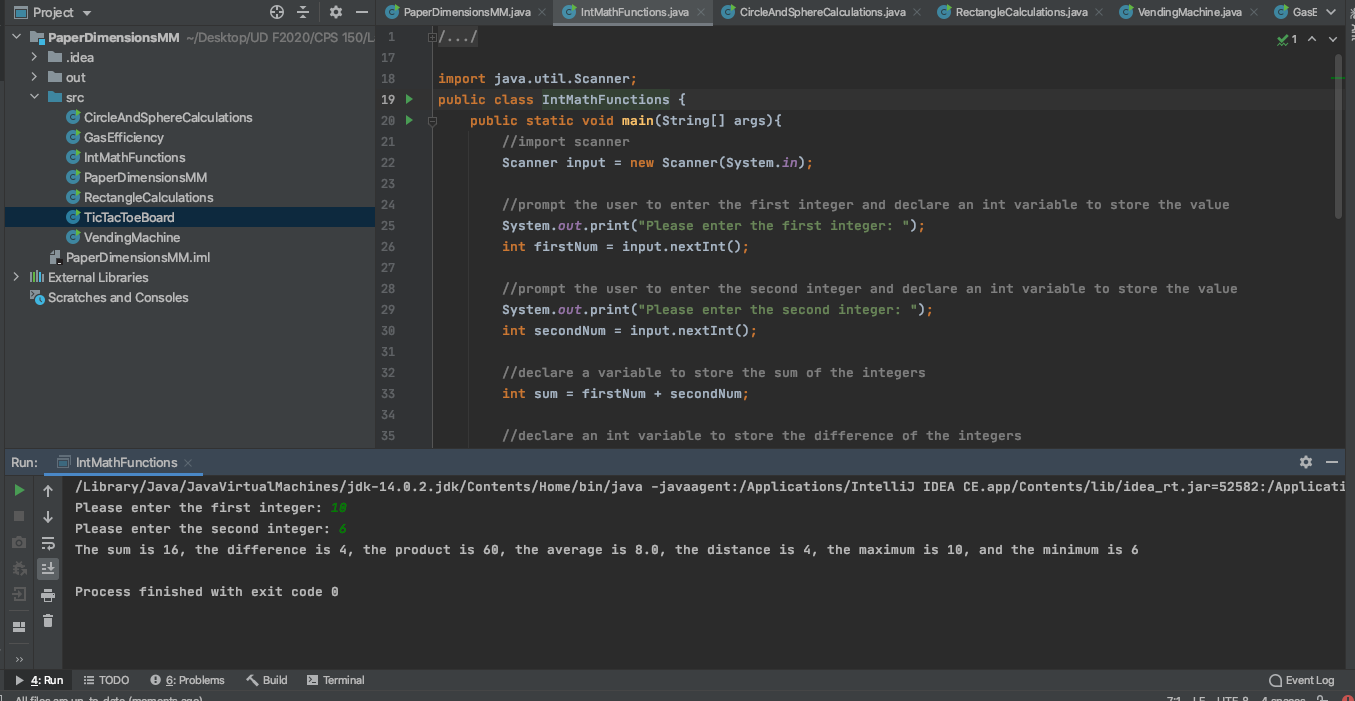 Project
PaperDimensionsMM.java
IntMathFunctions.java
CircleAndSphereCalculations.java
RectangleCalculations.java
VendingMachine.java
GasE
PaperDimensionsMM ~/Desktop/UD F2020/CPS 150/L
.idea
out
src
CircleAndSphereCalculations
GasEfficiency
IntMathFunctions
PaperDimensionsMM
RectangleCalculations
TicTacToeBoard
VendingMachine
PaperDimensionsMM.iml
External Libraries
Scratches and Consoles
1 /.../
1
17
18 import java.util.Scanner;
19 public class IntMathFunctions {
20 public static void main(String[] args){
21 //import scanner
22 Scanner input = new Scanner(System.in);
23
24 //prompt the user to enter the first integer and declare an int variable to store the value
25 System.out.print("Please enter the first integer: ");
26 int firstNum = input.nextInt();
27
28 //prompt the user to enter the second integer and declare an int variable to store the value
29 System.out.print("Please enter the second integer: ");
30 int secondNum = input.nextInt();
31
32 //declare a variable to store the sum of the integers
33 int sum = firstNum + secondNum;
34
35 //declare an int variable to store the difference of the integers
Run: IntMathFunctions
/Library/Java/JavaVirtualMachines/jdk-14.0.2.jdk/Contents/Home/bin/java -javaagent:/Applications/IntelliJ IDEA CE.app/Contents/lib/idea_rt.jar=52582:/Applicati
Please enter the first integer: 10
Please enter the second integer: 6
The sum is 16, the difference is 4, the product is 60, the average is 8.0, the distance is 4, the maximum is 10, and the minimum is 6
Process finished with exit code 0
4: Run
TODO
6: Problems
Build
Terminal
Event Log
All files are up-to-date (moments ago)
7:1 LF UTF-8 4 spaces